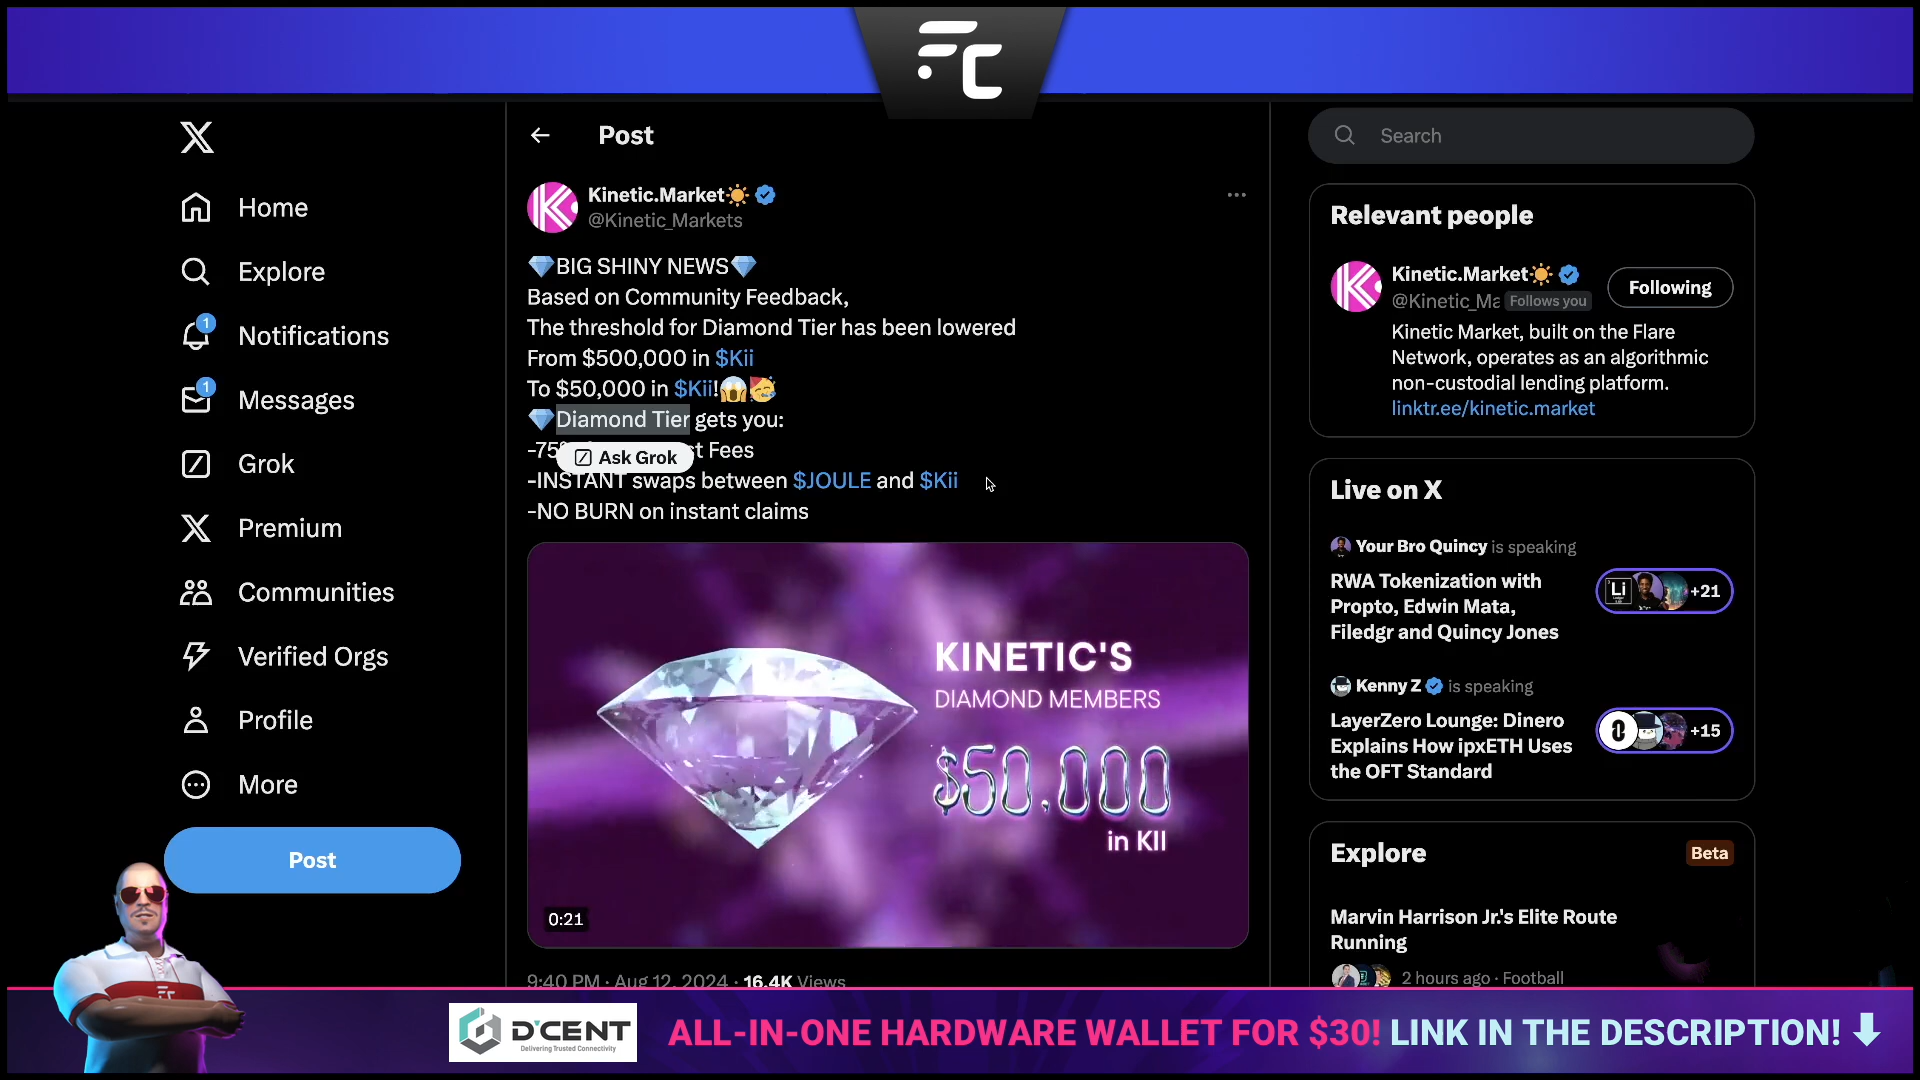 FC
Post
Search
Kinetic.Market
@Kinetic_Markets
Relevant people
Home
Explore
Notifications
1
Messages
1
Grok
Premium
Communities
Verified Orgs
Profile
More
Post
💎BIG SHINY NEWS💎
Based on Community Feedback,
The threshold for Diamond Tier has been lowered
From $500,000 in $Kii
To $50,000 in $Kii!😱🥳
💎Diamond Tier gets you:
t Fees
Ask Grok
-INSTANT swaps between $JOULE and $Kii
-NO BURN on instant claims
KINETIC'S
DIAMOND MEMBERS
$50,000
in KII
0:21
9:40 PM · Aug 12, 2024 · 16.4K Views
Kinetic.Market
@Kinetic_Ma Follows you
Following
Kinetic Market, built on the Flare
Network, operates as an algorithmic
non-custodial lending platform.
linktr.ee/kinetic.market
Live on X
Your Bro Quincy is speaking
RWA Tokenization with
Propto, Edwin Mata,
Filedgr and Quincy Jones
Li
+21
Kenny Z is speaking
LayerZero Lounge: Dinero
Explains How ipxETH Uses
the OFT Standard
+15
Explore
Beta
Marvin Harrison Jr.'s Elite Route
Running
2 hours ago · Football
FC
D'CENT
Delivering Trusted Connectivity
ALL-IN-ONE HARDWARE WALLET FOR $30! LINK IN THE DESCRIPTION!